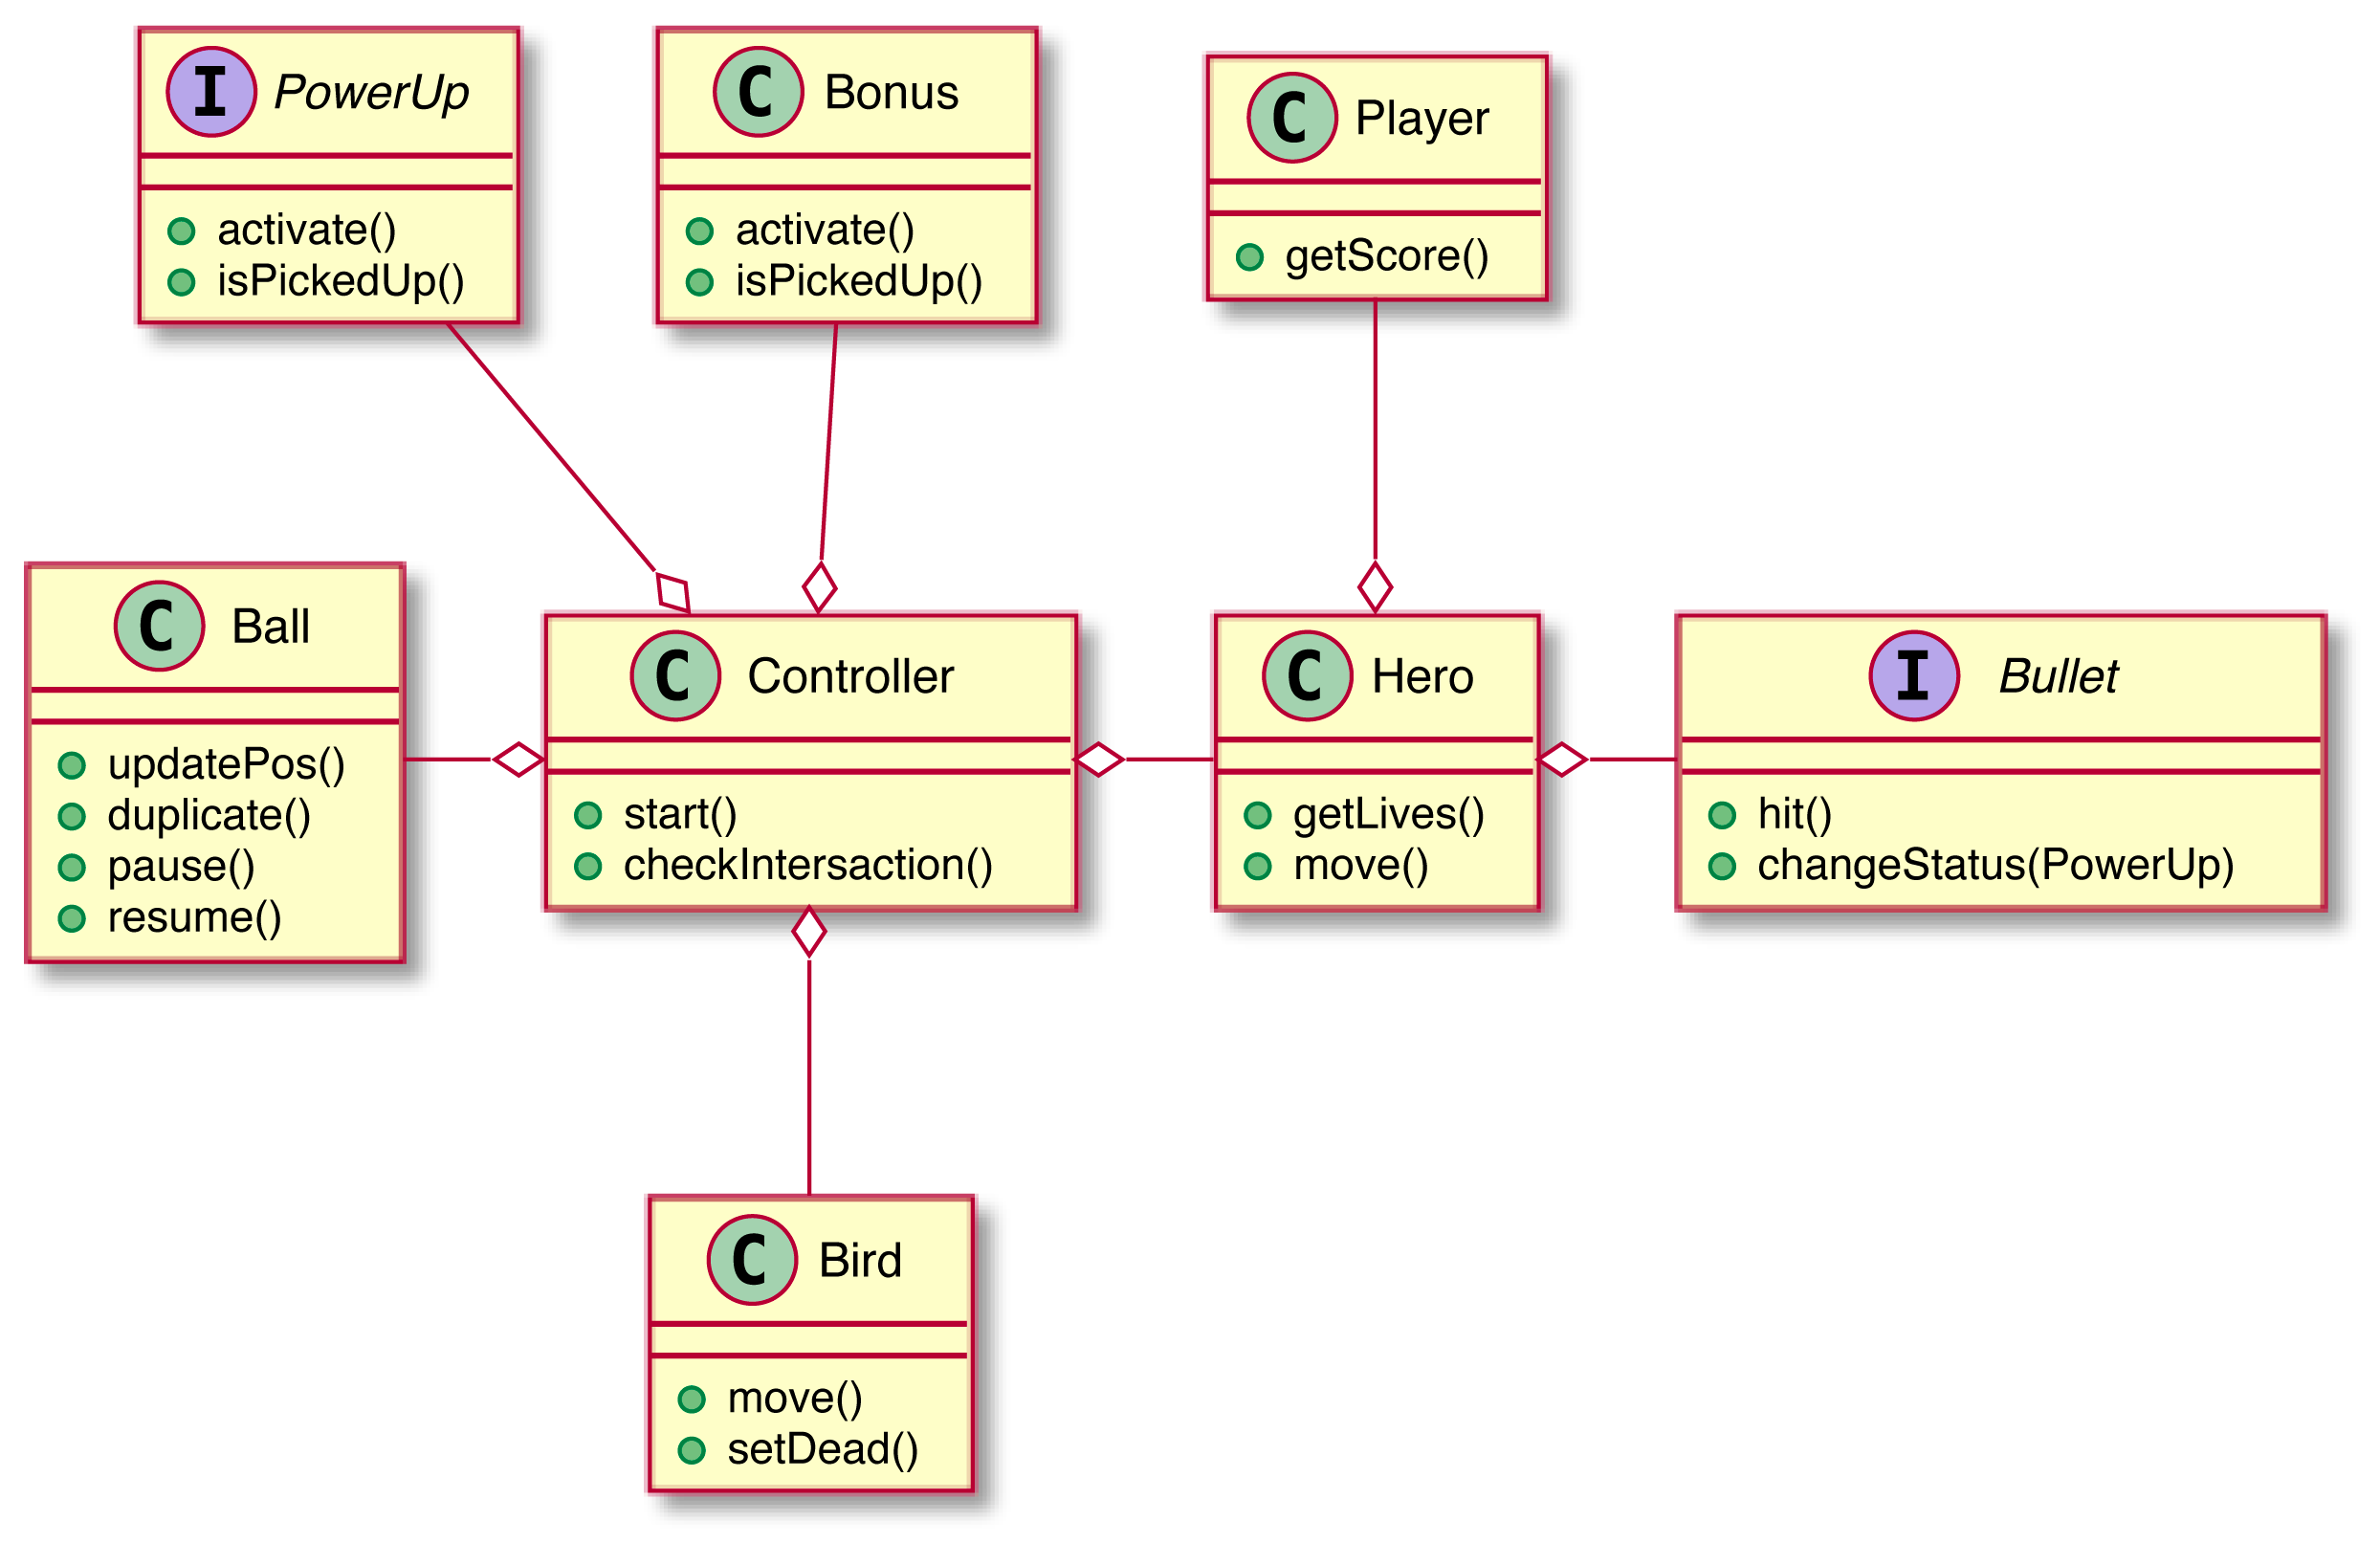 I PowerUp
activate()
isPickedUp()
C Bonus
activate()
isPickedUp()
C Player
getScore()
C Ball
updatePos()
duplicate()
pause()
resume()
C Controller
start()
checkIntersaction()
C Hero
getLives()
move()
I Bullet
hit()
changeStatus(PowerUp)
C Bird
move()
setDead()